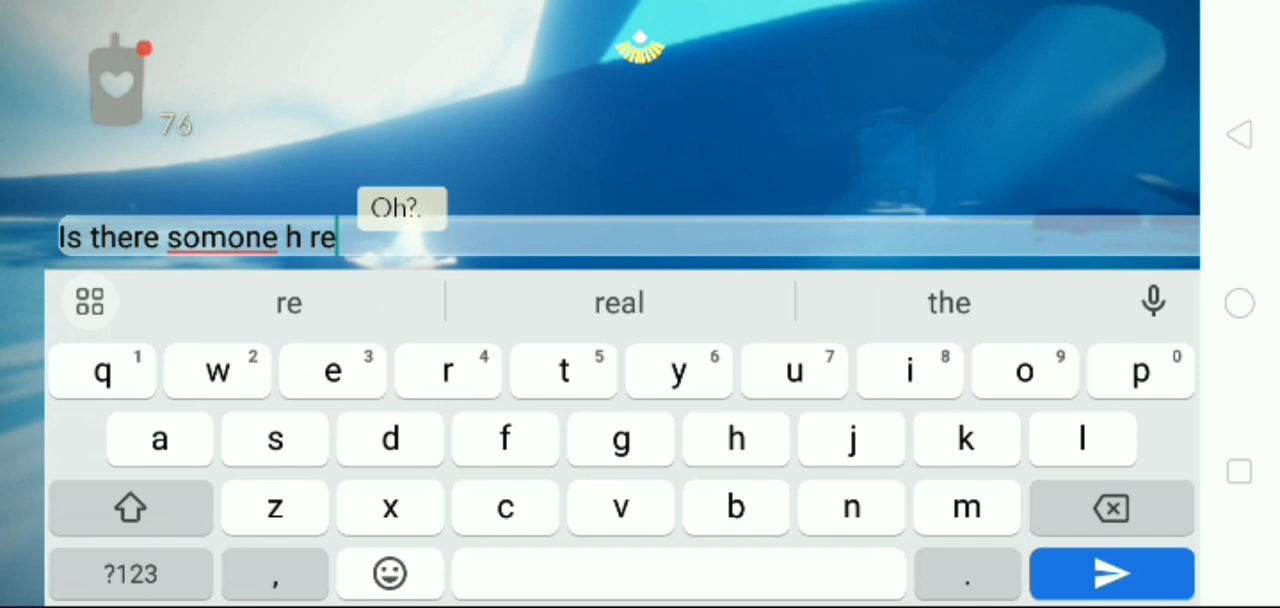 76
Oh?.
Is there somone h re
re real the
q 1 w 2 e 3 r 4 t 5 y 6 u 7 i 8 o 9 p 0
a s d f g h j k l
z x c v b n m
?123 , .